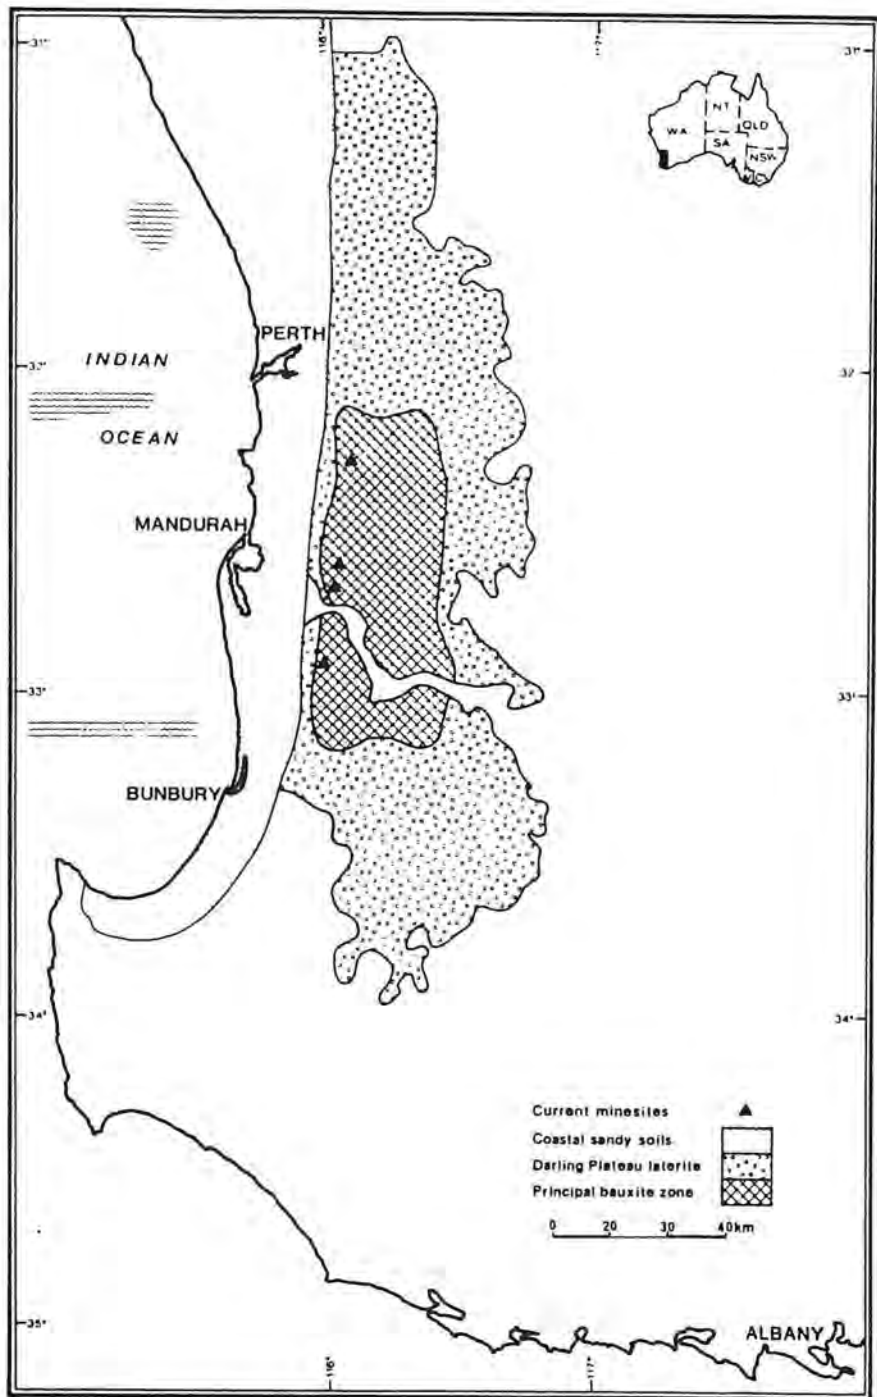 116°
117°
31°
31°
NT
WA
QLD
SA
NSW
PERTH
INDIAN
32°
32°
OCEAN
MANDURAH
33°
33°
BUNBURY
34°
34°
Current minesites
Coastal sandy soils
Darling Plateau laterite
Principal bauxite zone
0 20 30 40km
35°
ALBANY
116°
117°